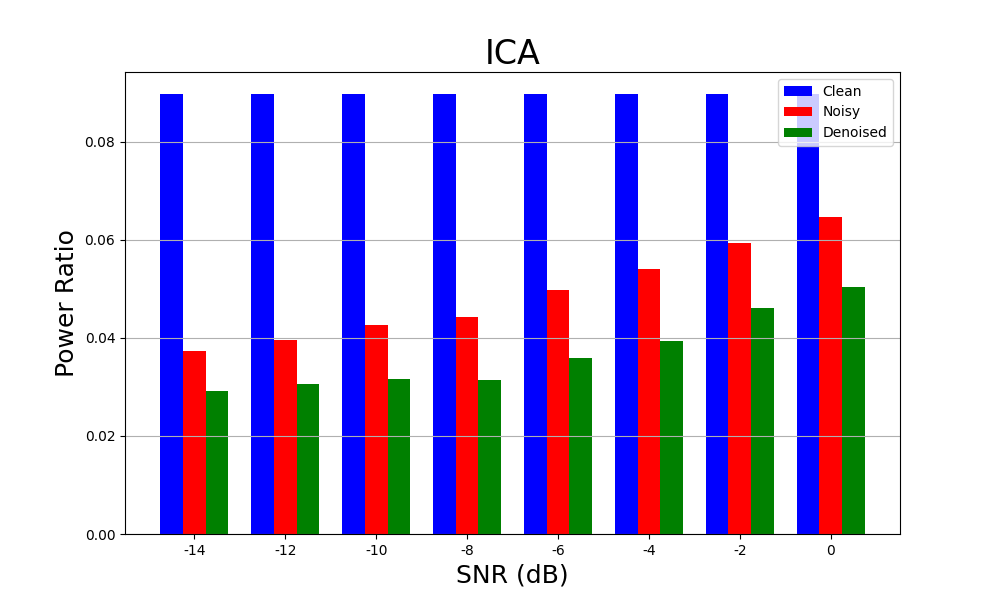 ICA
Clean
Noisy
Denoised
0.08
0.06
0.04
0.02
0.00
Power Ratio
-14 -12 -10 -8 -6 -4 -2 0
SNR (dB)